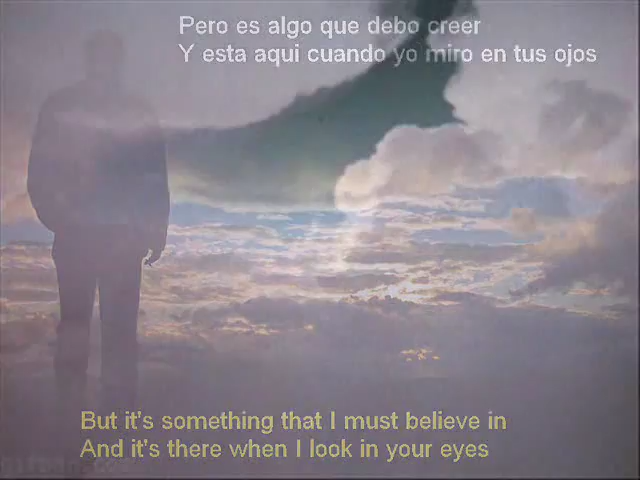 Pero es algo que debo creer
Y esta aqui cuando yo miro en tus ojos
But it's something that I must believe in
And it's there when I look in your eyes